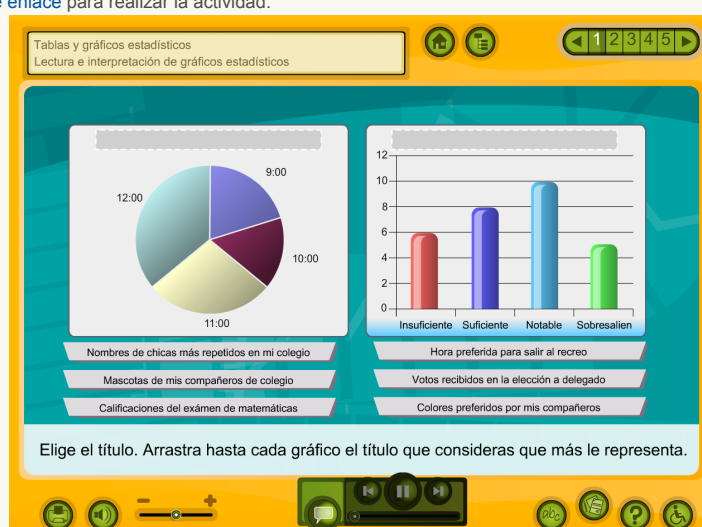 e enlace para realizar la actividad.
Tablas y gráficos estadísticos
Lectura e interpretación de gráficos estadísticos
1 2 3 4 5
9:00
12:00
10:00
11:00
12
10
8
6
4
2
0
Insuficiente Suficiente Notable Sobresalien
Nombres de chicas más repetidos en mi colegio
Hora preferida para salir al recreo
Mascotas de mis compañeros de colegio
Votos recibidos en la elección a delegado
Calificaciones del exámen de matemáticas
Colores preferidos por mis compañeros
Elige el título. Arrastra hasta cada gráfico el título que consideras que más le representa.
abc
?